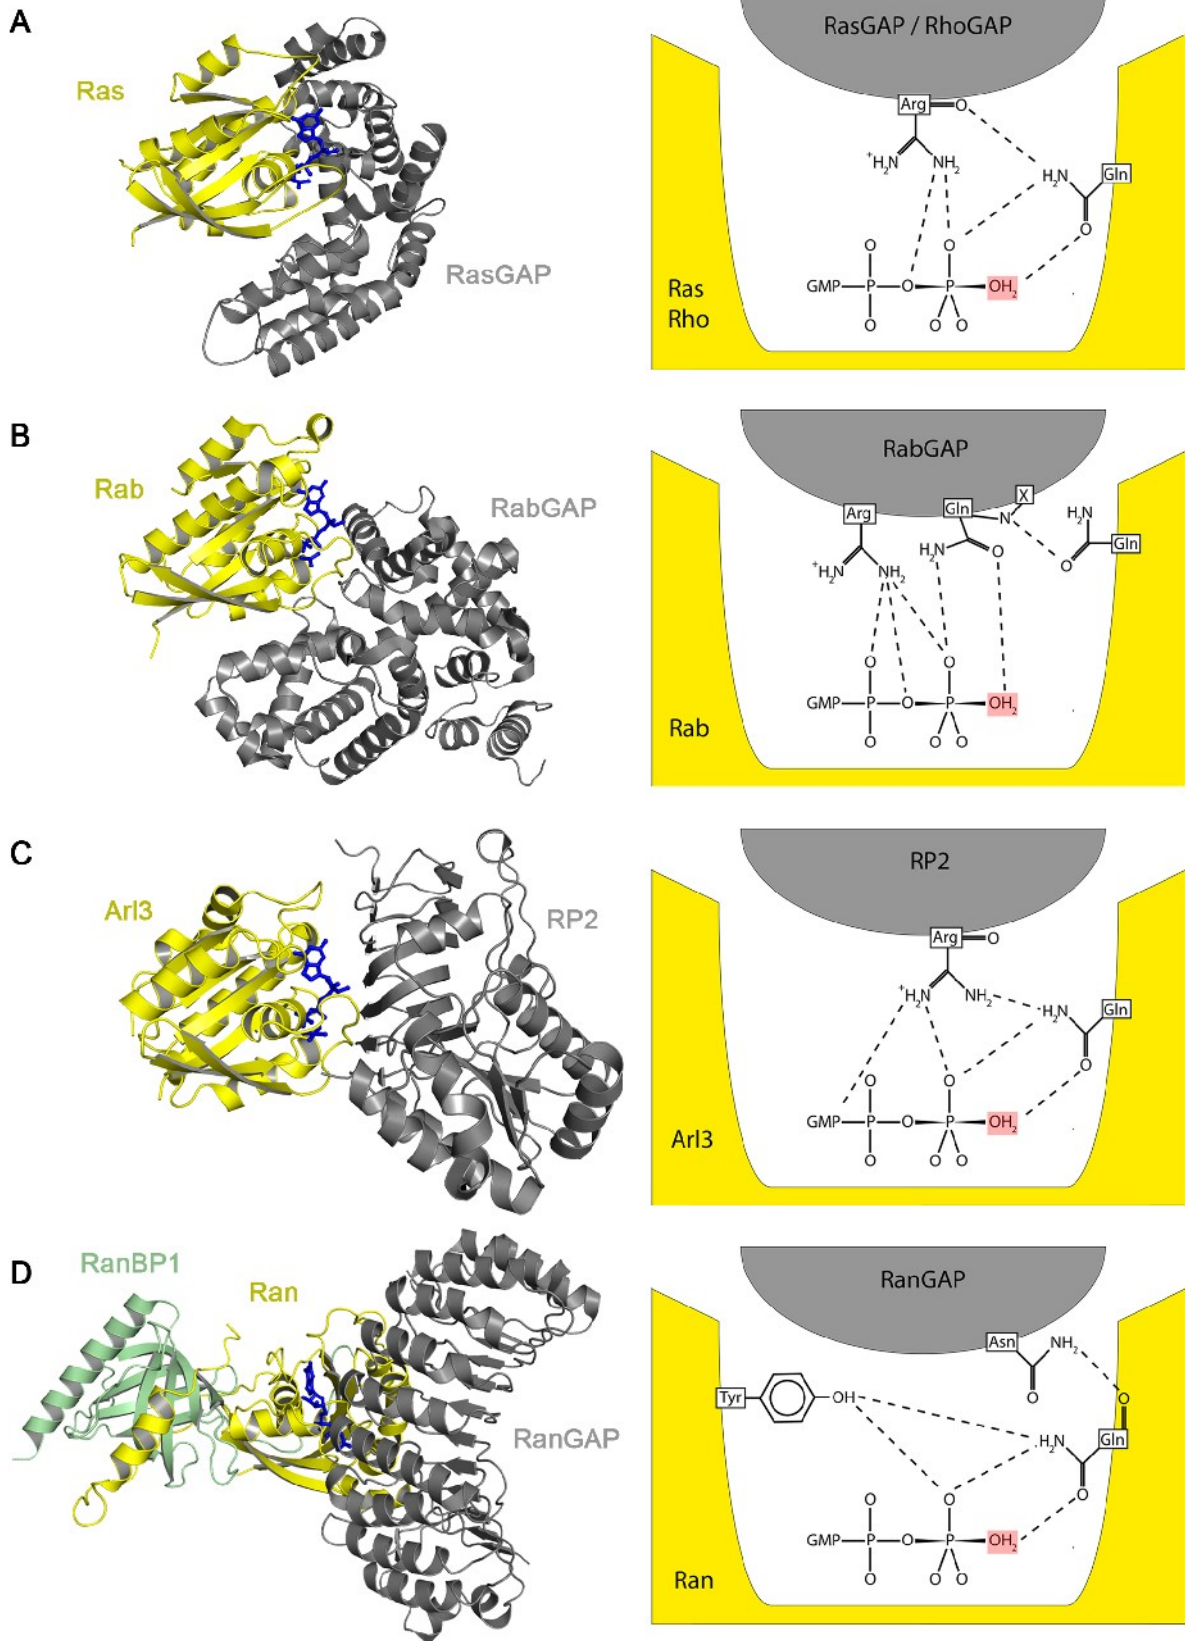 A
Ras
RasGAP
RasGAP / RhoGAP
Arg
O
+H2N
NH2
H2N
Gln
O
O
O
GMP
P
O
P
OH2
O
O
O
Ras
Rho
B
Rab
RabGAP
RabGAP
Arg
Gln
N
X
H2N
O
Gln
+H2N
NH2
H2N
O
O
O
GMP
P
O
P
OH2
O
O
O
Rab
C
Arl3
RP2
RP2
Arg
O
+H2N
NH2
H2N
Gln
O
O
O
GMP
P
O
P
OH2
O
O
O
Arl3
D
RanBP1
Ran
RanGAP
RanGAP
Asn
NH2
O
Tyr
OH
O
H2N
Gln
O
O
O
GMP
P
O
P
OH2
O
O
O
Ran